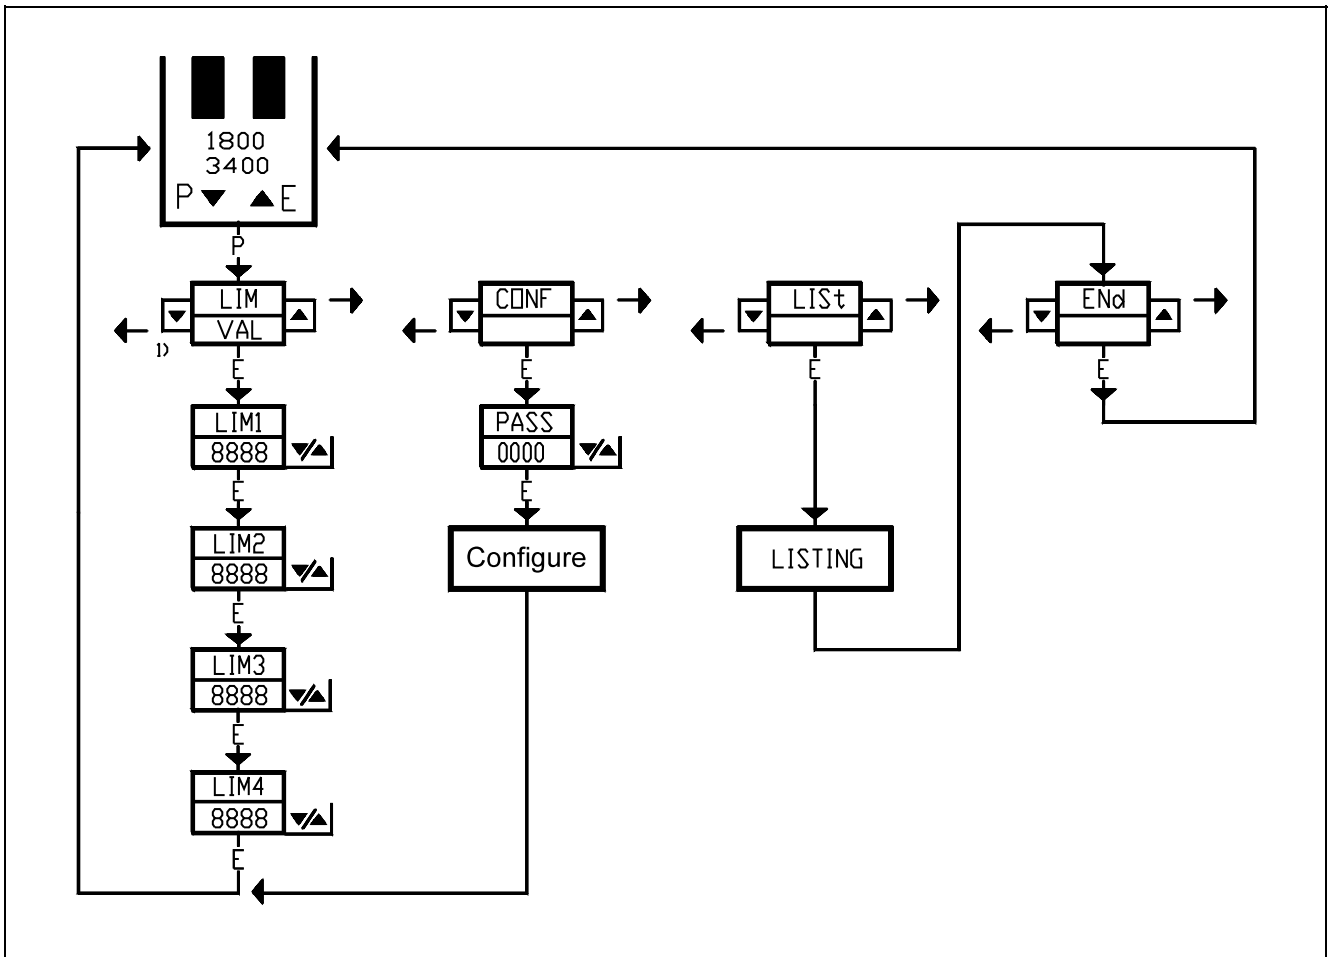 1800
3400
P ▼ ▲ E
P
LIM
VAL
1)
E
LIM1
8888
E
LIM2
8888
E
LIM3
8888
E
LIM4
8888
E
CONF
E
PASS
0000
E
Configure
LISt
E
LISTING
ENd
E